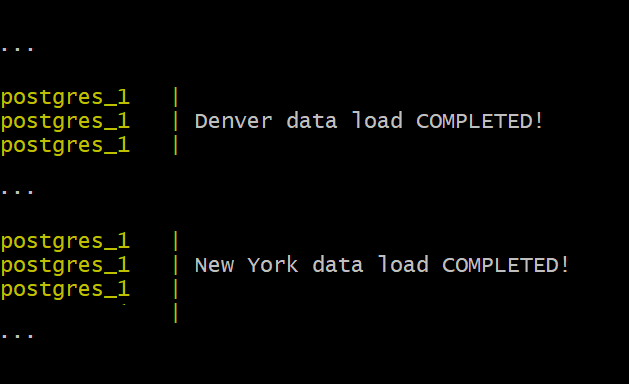 ...
postgres_1 |
postgres_1 | Denver data load COMPLETED!
postgres_1 |
...
postgres_1 |
postgres_1 | New York data load COMPLETED!
postgres_1 |
|
...